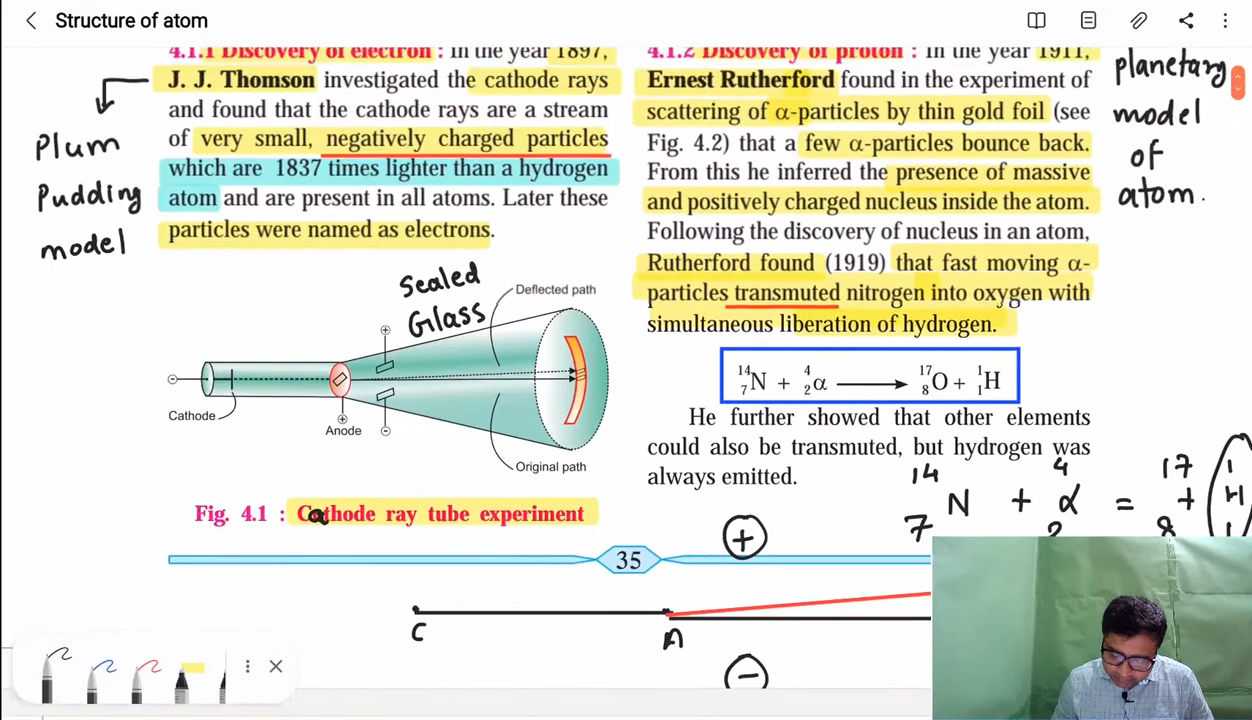 Structure of atom
4.1.1 Discovery of electron : In the year 1897,
J. J. Thomson investigated the cathode rays
and found that the cathode rays are a stream
of very small, negatively charged particles
which are 1837 times lighter than a hydrogen
atom and are present in all atoms. Later these
particles were named as electrons.
Plum
Pudding
model
Sealed
Glass
Deflected path
+
−
Cathode
+
Anode
−
Original path
Fig. 4.1 : Cathode ray tube experiment
4.1.2 Discovery of proton : In the year 1911,
Ernest Rutherford found in the experiment of
scattering of α-particles by thin gold foil (see
Fig. 4.2) that a few α-particles bounce back.
From this he inferred the presence of massive
and positively charged nucleus inside the atom.
Following the discovery of nucleus in an atom,
Rutherford found (1919) that fast moving α-
particles transmuted nitrogen into oxygen with
simultaneous liberation of hydrogen.
¹⁴₇N + ⁴₂α ⟶ ¹⁷₈O + ¹₁H
He further showed that other elements
could also be transmuted, but hydrogen was
always emitted.
planetary
model
of
atom.
14 4 17 1
N + α = + H
7 2 8 1
35
+
C A
−